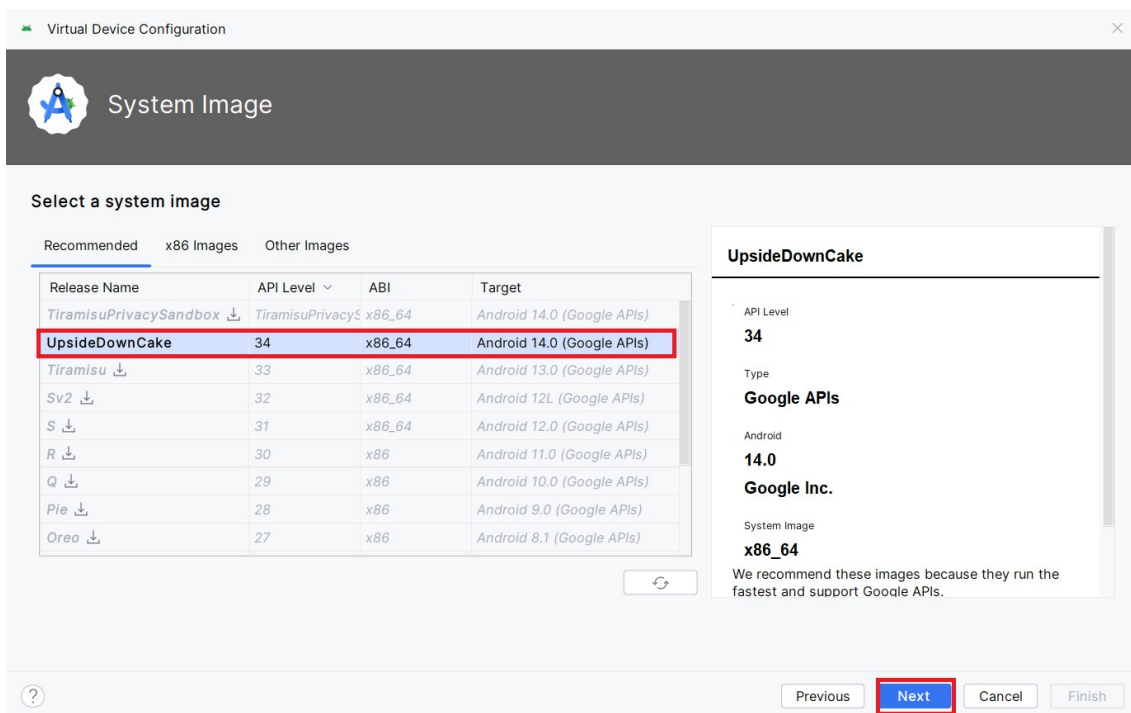 Virtual Device Configuration
System Image
Select a system image
Recommended x86 Images Other Images
Release Name API Level ABI Target
TiramisuPrivacySandbox TiramisuPrivacyS x86_64 Android 14.0 (Google APIs)
UpsideDownCake 34 x86_64 Android 14.0 (Google APIs)
Tiramisu 33 x86_64 Android 13.0 (Google APIs)
Sv2 32 x86_64 Android 12L (Google APIs)
S 31 x86_64 Android 12.0 (Google APIs)
R 30 x86 Android 11.0 (Google APIs)
Q 29 x86 Android 10.0 (Google APIs)
Pie 28 x86 Android 9.0 (Google APIs)
Oreo 27 x86 Android 8.1 (Google APIs)
UpsideDownCake
API Level
34
Type
Google APIs
Android
14.0
Google Inc.
System Image
x86_64
We recommend these images because they run the
fastest and support Google APIs.
? Previous Next Cancel Finish